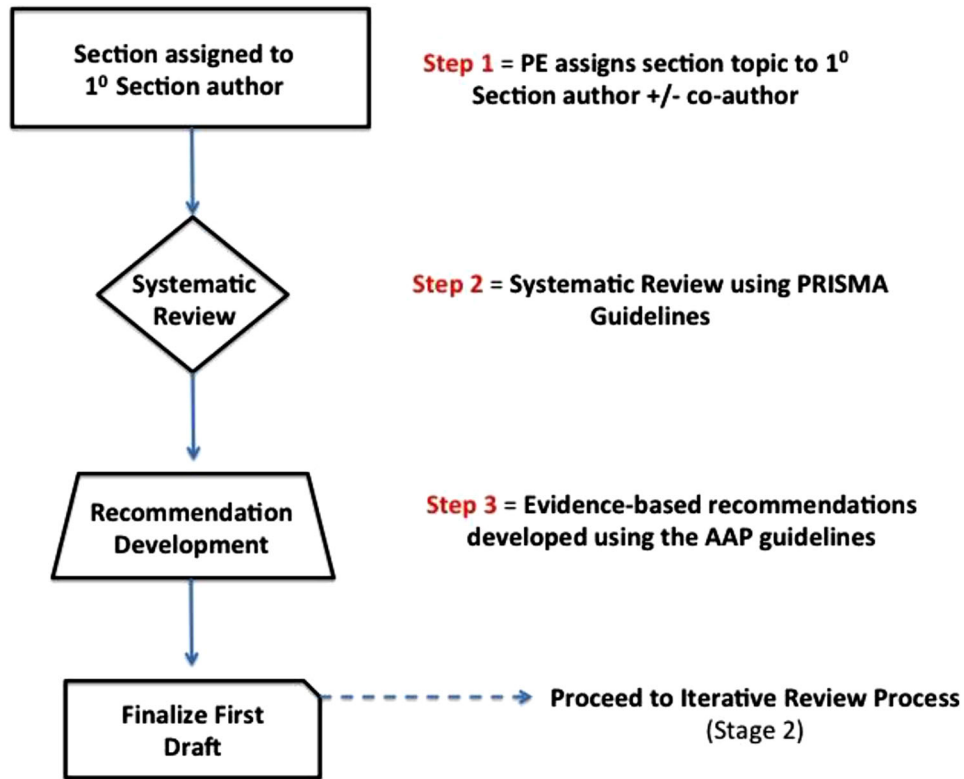 Section assigned to
1⁰ Section author
Step 1 = PE assigns section topic to 1⁰
Section author +/- co-author
Systematic
Review
Step 2 = Systematic Review using PRISMA
Guidelines
Recommendation
Development
Step 3 = Evidence-based recommendations
developed using the AAP guidelines
Finalize First
Draft
Proceed to Iterative Review Process
(Stage 2)